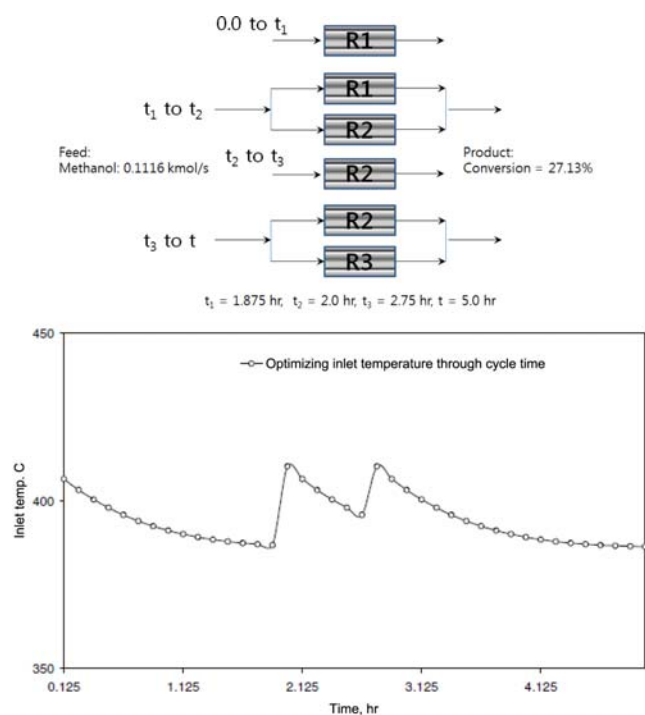 0.0 to t₁
R1
R1
t₁ to t₂
R2
Feed:
Methanol: 0.1116 kmol/s
t₂ to t₃
R2
Product:
Conversion = 27.13%
R2
t₃ to t
R3
t₁ = 1.875 hr, t₂ = 2.0 hr, t₃ = 2.75 hr, t = 5.0 hr
450
Optimizing inlet temperature through cycle time
Inlet temp. C
400
350
0.125 1.125 2.125 3.125 4.125
Time, hr